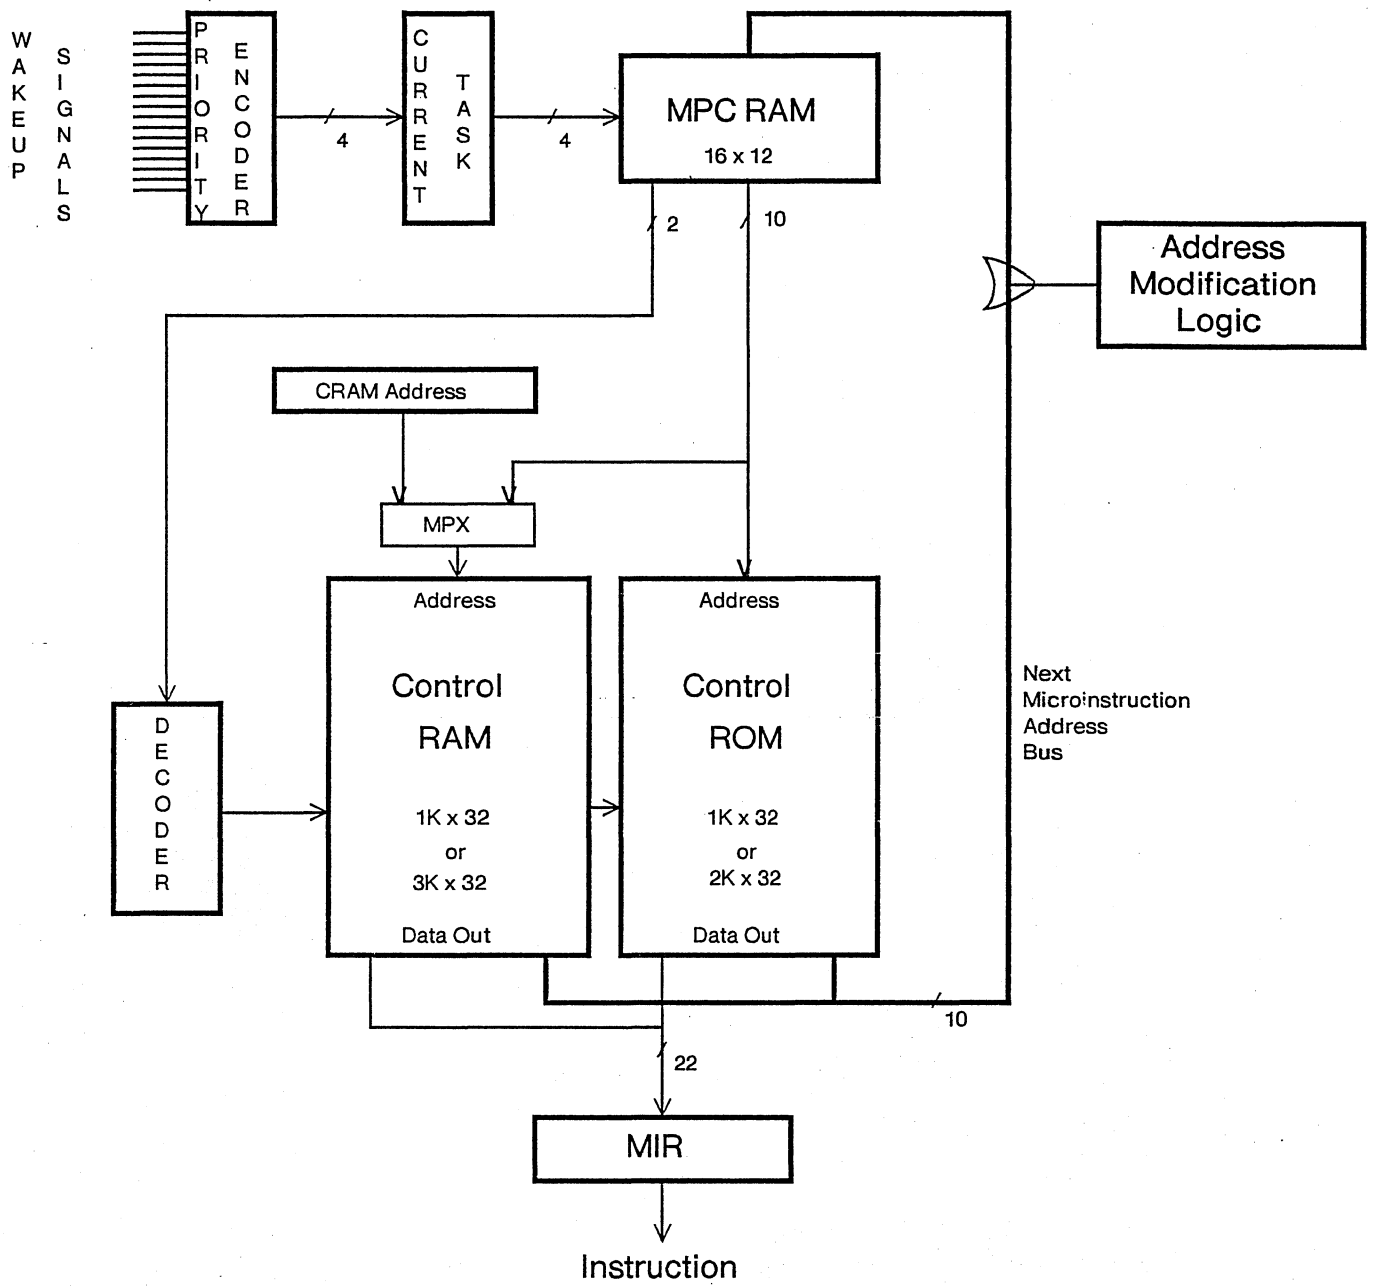 WAKEUP
SIGNALS
PRIORITY
ENCODER
4
CURRENT
TASK
4
MPC RAM
16 x 12
2
10
Address
Modification
Logic
CRAM Address
MPX
Address
Control
RAM
1K x 32
or
3K x 32
Data Out
Address
Control
ROM
1K x 32
or
2K x 32
Data Out
DECODER
Next
Microinstruction
Address
Bus
10
22
MIR
Instruction